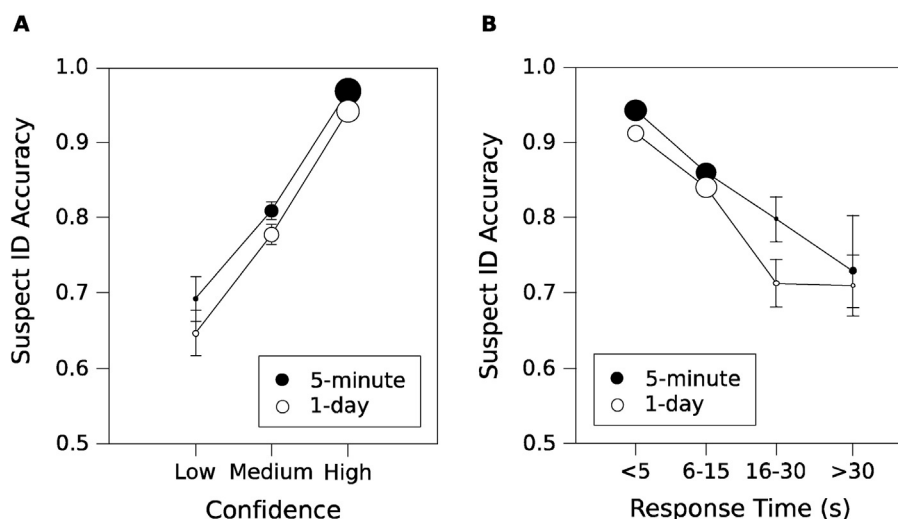 A
Suspect ID Accuracy
1.0
0.9
0.8
0.7
0.6
0.5
5-minute
1-day
Low Medium High
Confidence
B
Suspect ID Accuracy
1.0
0.9
0.8
0.7
0.6
0.5
5-minute
1-day
<5 6-15 16-30 >30
Response Time (s)